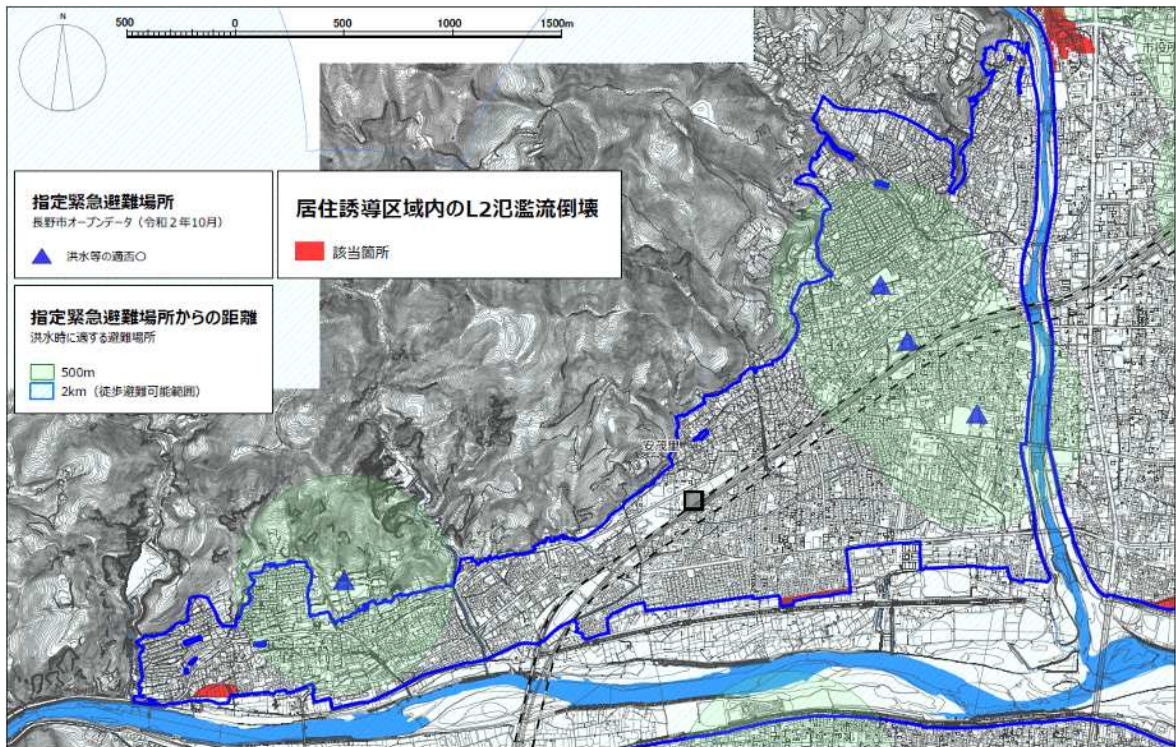 N
500 0 500 1000 1500m
指定緊急避難場所
長野市オープンデータ（令和２年10月）
洪水等の適否〇
居住誘導区域内のL2氾濫流倒壊
該当箇所
指定緊急避難場所からの距離
洪水時に適する避難場所
500m
2km（徒歩避難可能範囲）
安茂里